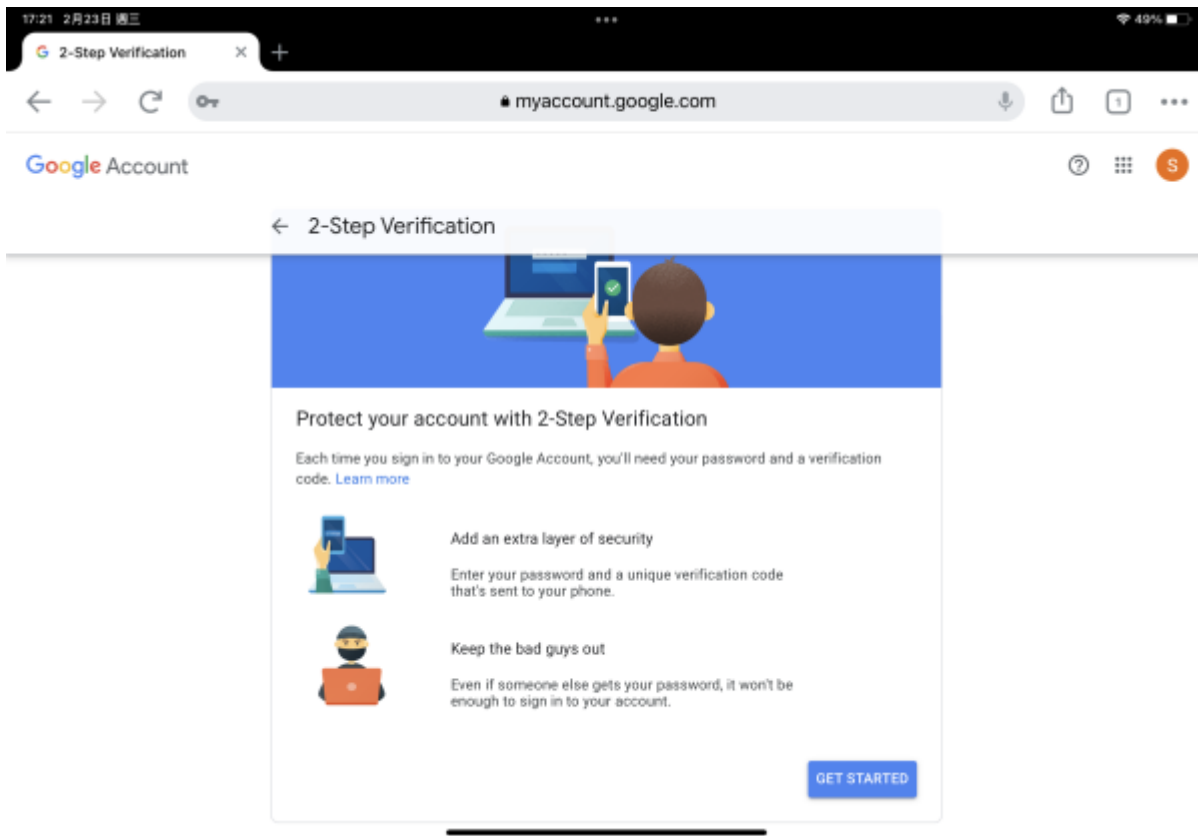 17:21 2月23日 週三
49%
2-Step Verification
myaccount.google.com
1
Google Account
S
2-Step Verification
Protect your account with 2-Step Verification
Each time you sign in to your Google Account, you'll need your password and a verification
code. Learn more
Add an extra layer of security
Enter your password and a unique verification code
that's sent to your phone.
Keep the bad guys out
Even if someone else gets your password, it won't be
enough to sign in to your account.
GET STARTED